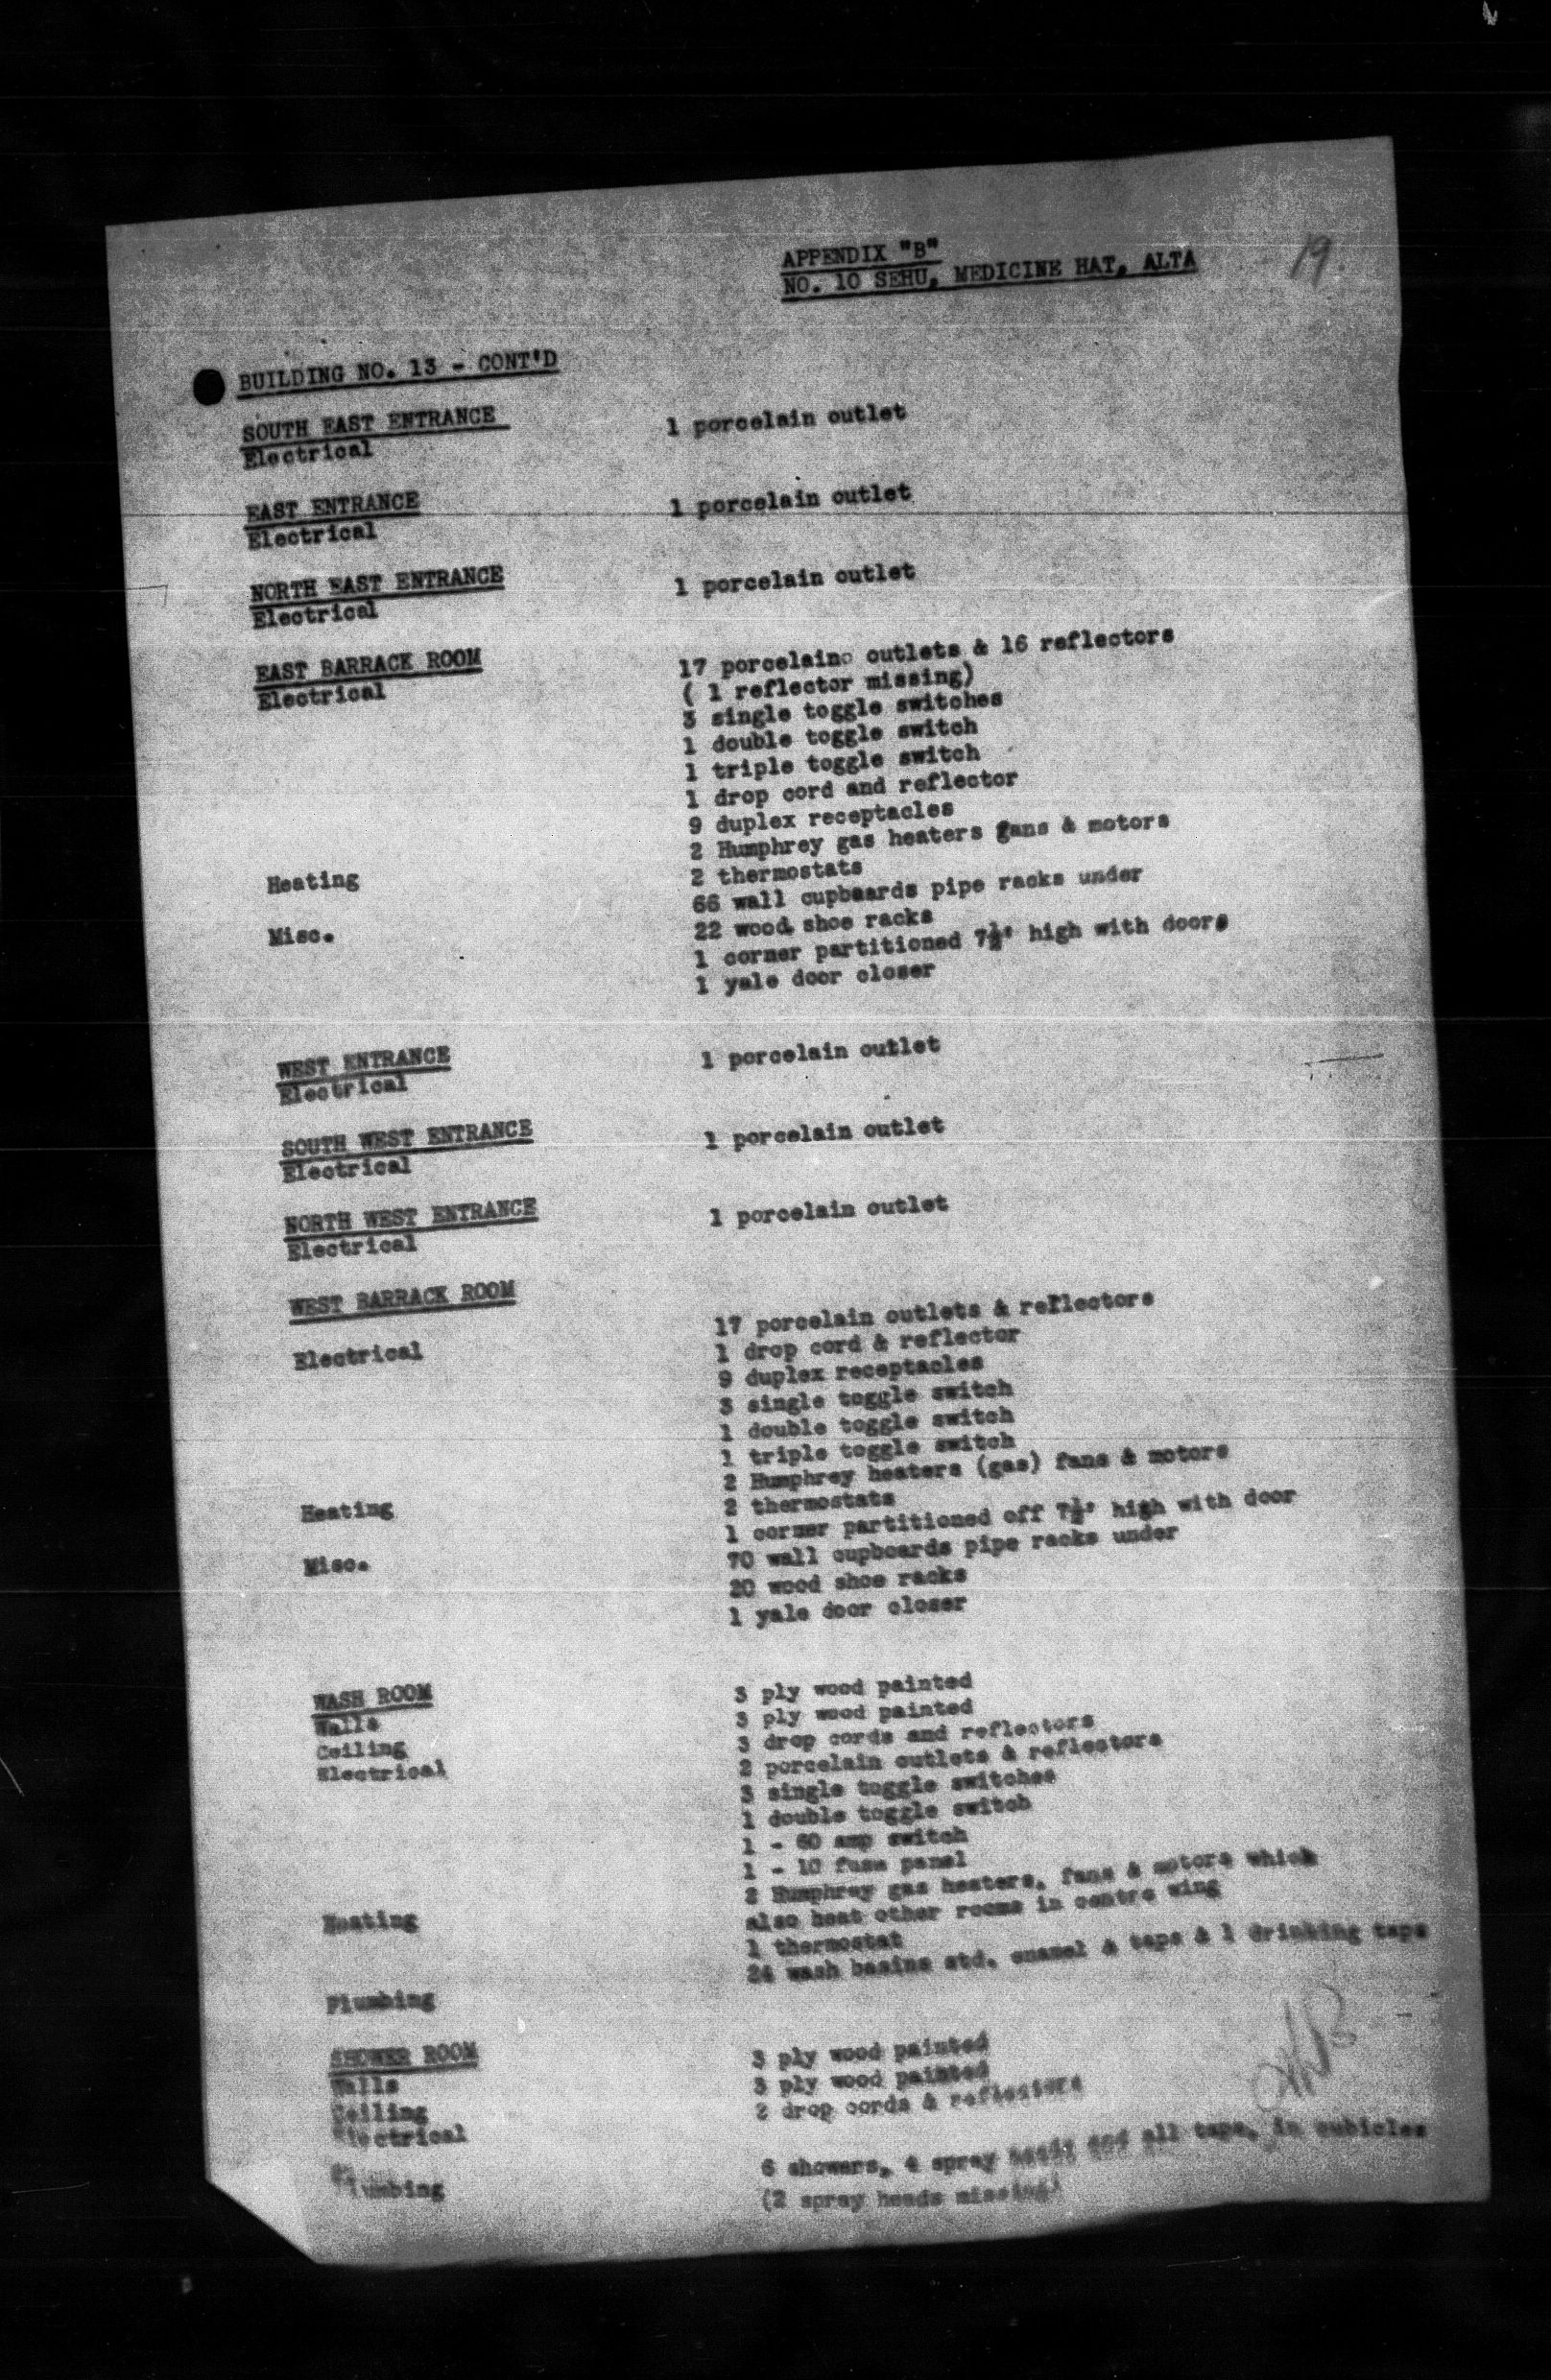 APPENDIX "B"
NO. 10 SEHU, MEDICINE HAT, ALTA
19.
BUILDING NO. 13 - CONT'D
SOUTH EAST ENTRANCE
Electrical 1 porcelain outlet
EAST ENTRANCE
Electrical 1 porcelain outlet
NORTH EAST ENTRANCE
Electrical 1 porcelain outlet
EAST BARRACK ROOM
Electrical 17 porcelain outlets & 16 reflectors
( 1 reflector missing)
3 single toggle switches
1 double toggle switch
1 triple toggle switch
1 drop cord and reflector
9 duplex receptacles
Heating 2 Humphrey gas heaters fans & motors
2 thermostats
Misc. 66 wall cupbaards pipe racks under
22 wood shoe racks
1 corner partitioned 7½' high with doors
1 yale door closer
WEST ENTRANCE
Electrical 1 porcelain outlet
SOUTH WEST ENTRANCE
Electrical 1 porcelain outlet
NORTH WEST ENTRANCE
Electrical 1 porcelain outlet
WEST BARRACK ROOM
Electrical 17 porcelain outlets & reflectors
1 drop cord & reflector
9 duplex receptacles
3 single toggle switch
1 double toggle switch
1 triple toggle switch
Heating 2 Humphrey heaters (gas) fans & motors
2 thermostats
Misc. 1 corner partitioned off 7½' high with door
70 wall cupboards pipe racks under
20 wood shoe racks
1 yale door closer
WASH ROOM
Walls 3 ply wood painted
Ceiling 3 ply wood painted
Electrical 3 drop cords and reflectors
2 porcelain outlets & reflectors
3 single toggle switches
1 double toggle switch
1 - 60 amp switch
1 - 10 fuse panel
Heating 2 Humphrey gas heaters, fans & motors which
also heat other rooms in centre wing
1 thermostat
Plumbing 24 wash basins std. enamel & taps & 1 drinking taps
SHOWER ROOM
Walls 3 ply wood painted
Ceiling 3 ply wood painted
Electrical 2 drop cords & reflectors
Plumbing 6 showers, 4 spray heads and all taps, in cubicles
(2 spray heads missing)